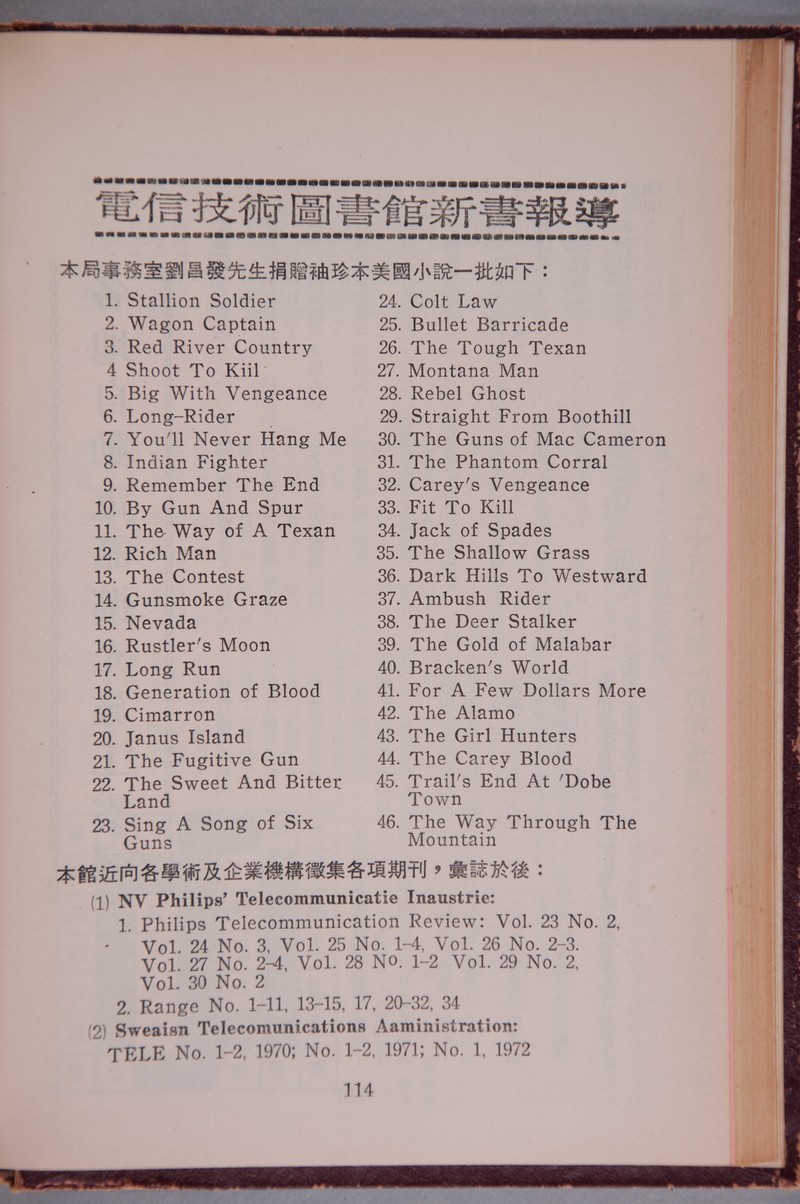 電信技術圖書館新書報導
本局事務室劉昌發先生捐贈袖珍本美國小說一批如下：
1. Stallion Soldier
2. Wagon Captain
3. Red River Country
4 Shoot To Kiil
5. Big With Vengeance
6. Long-Rider
7. You'll Never Hang Me
8. Indian Fighter
9. Remember The End
10. By Gun And Spur
11. The Way of A Texan
12. Rich Man
13. The Contest
14. Gunsmoke Graze
15. Nevada
16. Rustler's Moon
17. Long Run
18. Generation of Blood
19. Cimarron
20. Janus Island
21. The Fugitive Gun
22. The Sweet And Bitter
Land
23. Sing A Song of Six
Guns
24. Colt Law
25. Bullet Barricade
26. The Tough Texan
27. Montana Man
28. Rebel Ghost
29. Straight From Boothill
30. The Guns of Mac Cameron
31. The Phantom Corral
32. Carey's Vengeance
33. Fit To Kill
34. Jack of Spades
35. The Shallow Grass
36. Dark Hills To Westward
37. Ambush Rider
38. The Deer Stalker
39. The Gold of Malabar
40. Bracken's World
41. For A Few Dollars More
42. The Alamo
43. The Girl Hunters
44. The Carey Blood
45. Trail's End At 'Dobe
Town
46. The Way Through The
Mountain
本館近向各學術及企業機構徵集各項期刊，彙誌於後：
(1) NV Philips' Telecommunicatie Inaustrie:
1. Philips Telecommunication Review: Vol. 23 No. 2,
Vol. 24 No. 3, Vol. 25 No. 1-4, Vol. 26 No. 2-3.
Vol. 27 No. 2-4, Vol. 28 No. 1-2 Vol. 29 No. 2,
Vol. 30 No. 2
2. Range No. 1-11, 13-15, 17, 20-32, 34
(2) Sweaisn Telecomunications Aaministration:
TELE No. 1-2, 1970; No. 1-2, 1971; No. 1, 1972
114